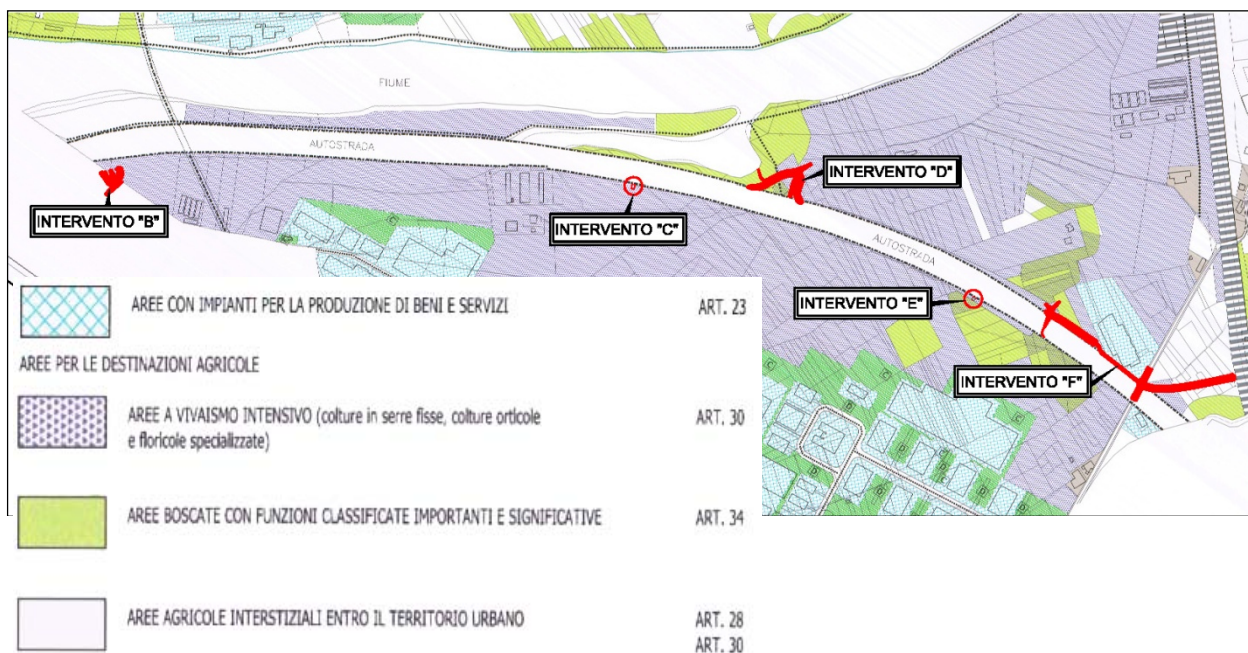 FIUME
AUTOSTRADA
INTERVENTO "D"
INTERVENTO "B"
INTERVENTO "C"
AUTOSTRADA
INTERVENTO "E"
INTERVENTO "F"
AREE CON IMPIANTI PER LA PRODUZIONE DI BENI E SERVIZI ART. 23
AREE PER LE DESTINAZIONI AGRICOLE
AREE A VIVAISMO INTENSIVO (colture in serre fisse, colture orticole ART. 30
e floricole specializzate)
AREE BOSCATE CON FUNZIONI CLASSIFICATE IMPORTANTI E SIGNIFICATIVE ART. 34
AREE AGRICOLE INTERSTIZIALI ENTRO IL TERRITORIO URBANO ART. 28
ART. 30